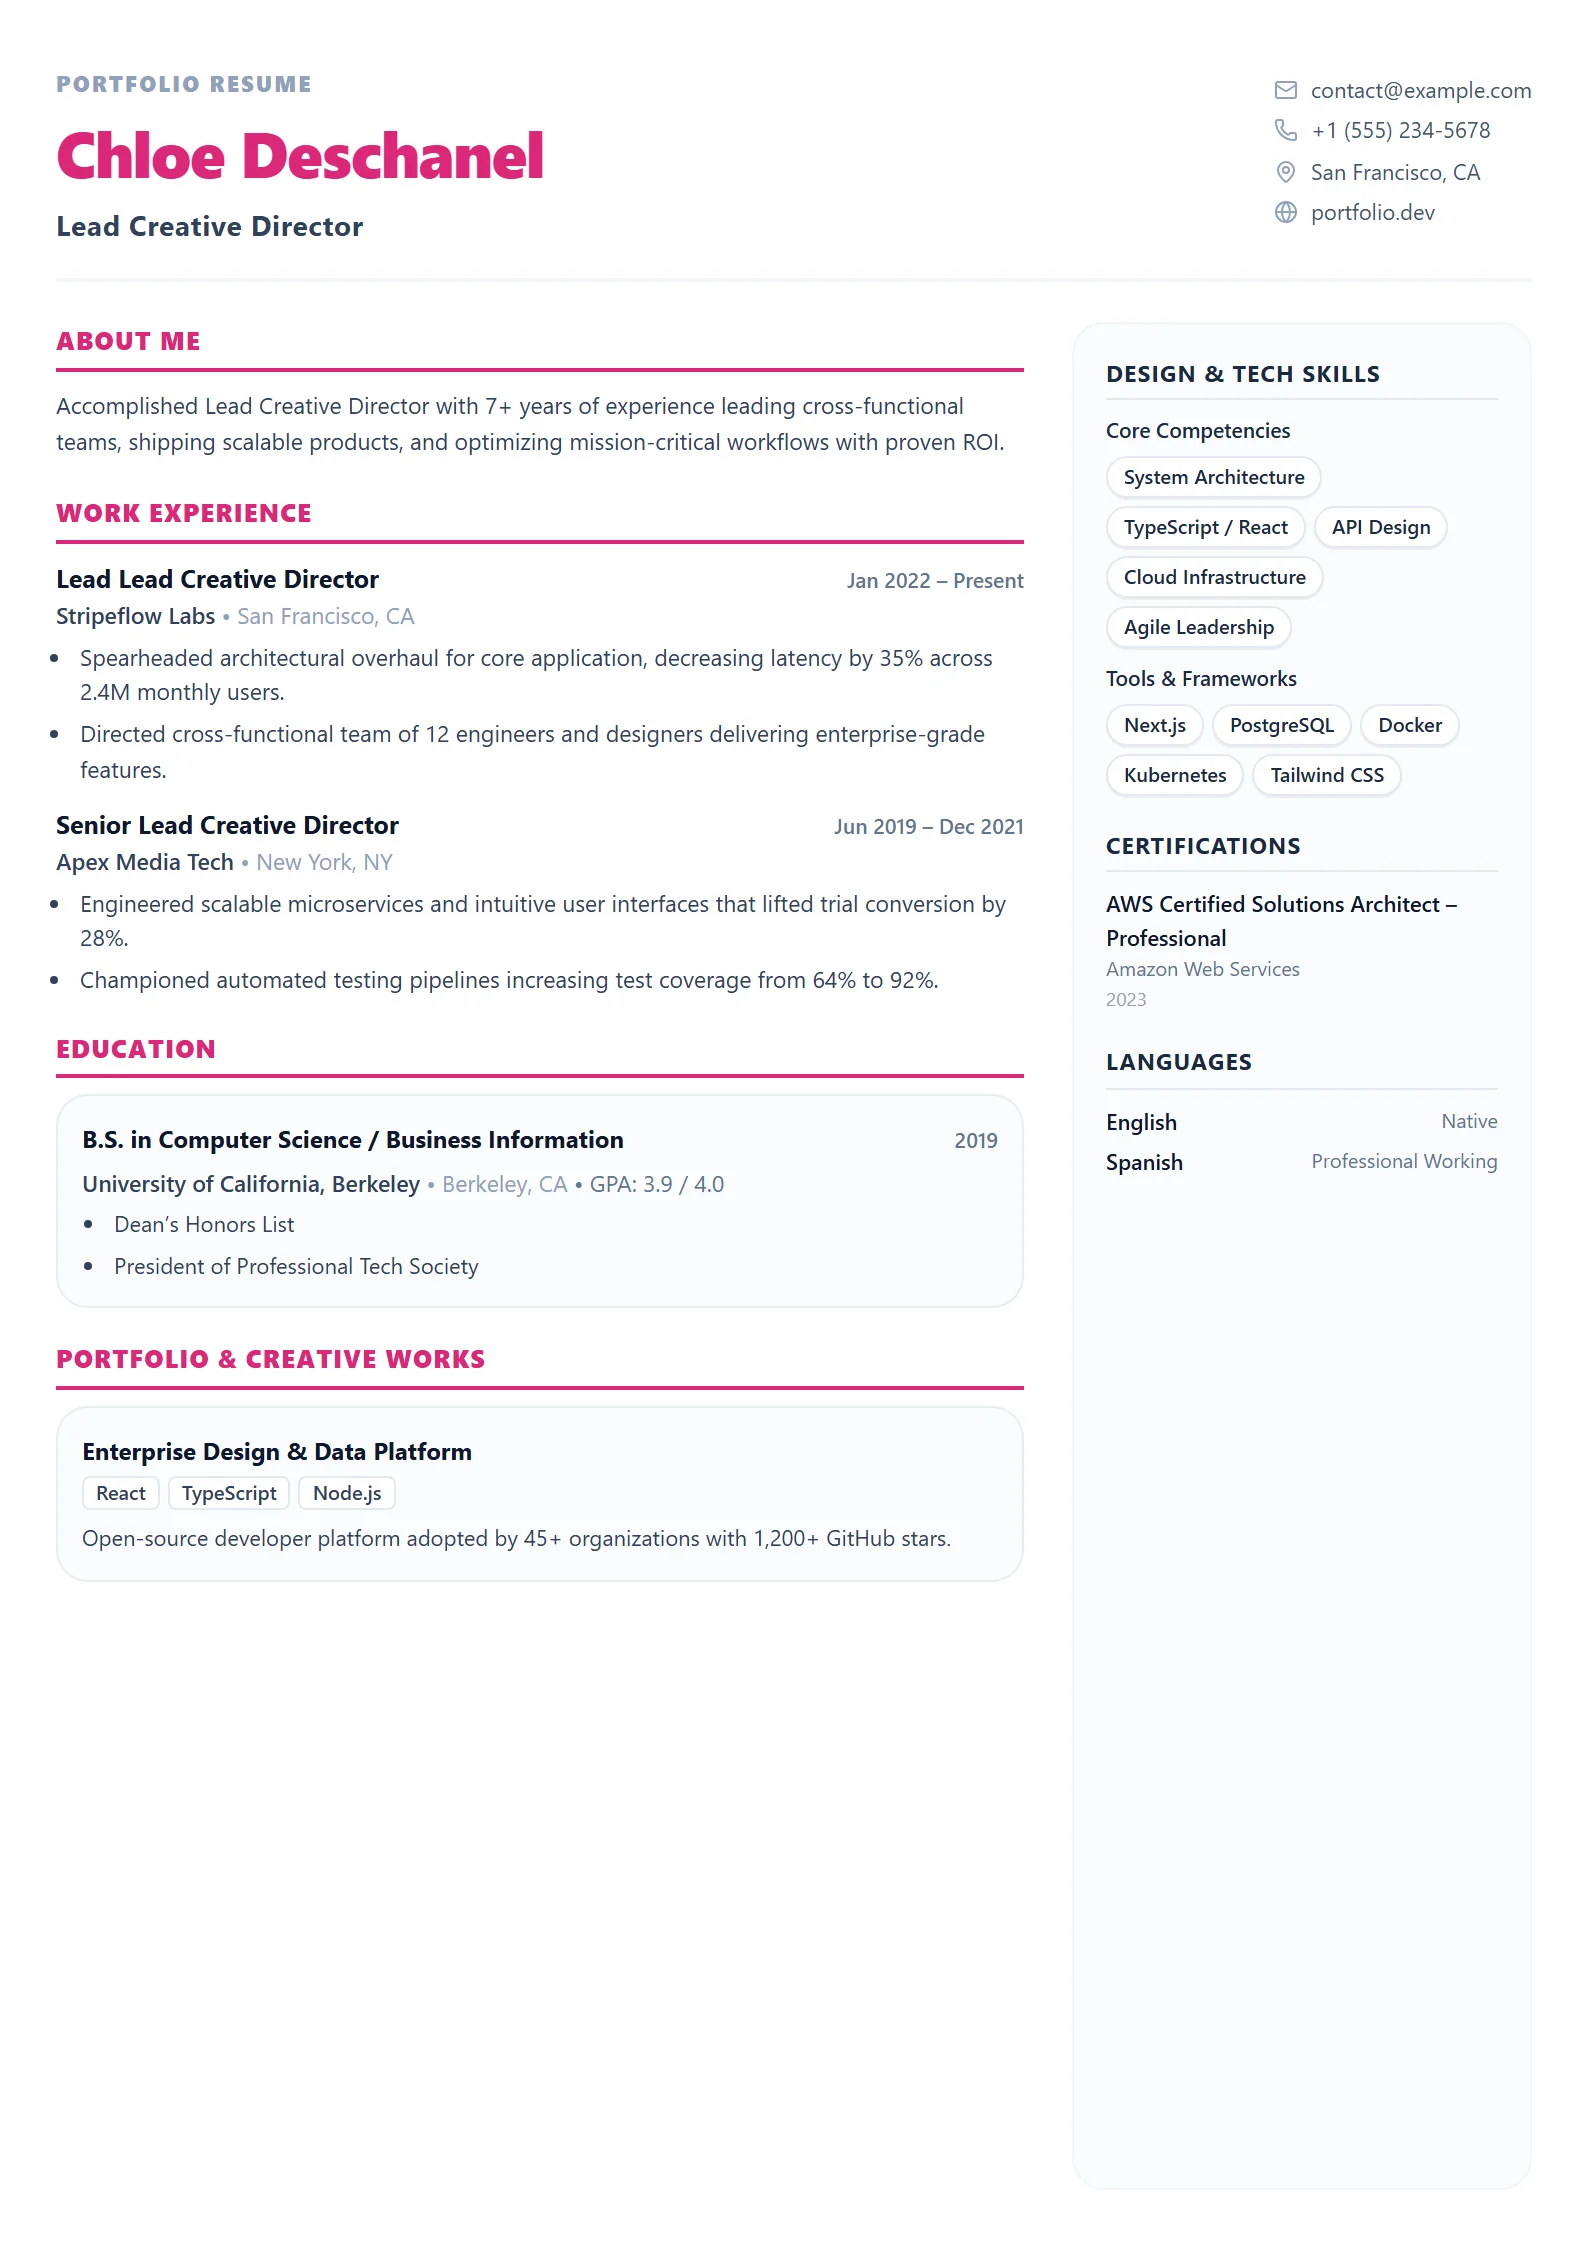 PORTFOLIO RESUME
Chloe Deschanel
Lead Creative Director
contact@example.com
+1 (555) 234-5678
San Francisco, CA
portfolio.dev
ABOUT ME
Accomplished Lead Creative Director with 7+ years of experience leading cross-functional
teams, shipping scalable products, and optimizing mission-critical workflows with proven ROI.
WORK EXPERIENCE
Lead Lead Creative Director Jan 2022 – Present
Stripeflow Labs • San Francisco, CA
• Spearheaded architectural overhaul for core application, decreasing latency by 35% across
2.4M monthly users.
• Directed cross-functional team of 12 engineers and designers delivering enterprise-grade
features.
Senior Lead Creative Director Jun 2019 – Dec 2021
Apex Media Tech • New York, NY
• Engineered scalable microservices and intuitive user interfaces that lifted trial conversion by
28%.
• Championed automated testing pipelines increasing test coverage from 64% to 92%.
EDUCATION
B.S. in Computer Science / Business Information 2019
University of California, Berkeley • Berkeley, CA • GPA: 3.9 / 4.0
• Dean’s Honors List
• President of Professional Tech Society
PORTFOLIO & CREATIVE WORKS
Enterprise Design & Data Platform
React TypeScript Node.js
Open-source developer platform adopted by 45+ organizations with 1,200+ GitHub stars.
DESIGN & TECH SKILLS
Core Competencies
System Architecture
TypeScript / React API Design
Cloud Infrastructure
Agile Leadership
Tools & Frameworks
Next.js PostgreSQL Docker
Kubernetes Tailwind CSS
CERTIFICATIONS
AWS Certified Solutions Architect –
Professional
Amazon Web Services
2023
LANGUAGES
English Native
Spanish Professional Working